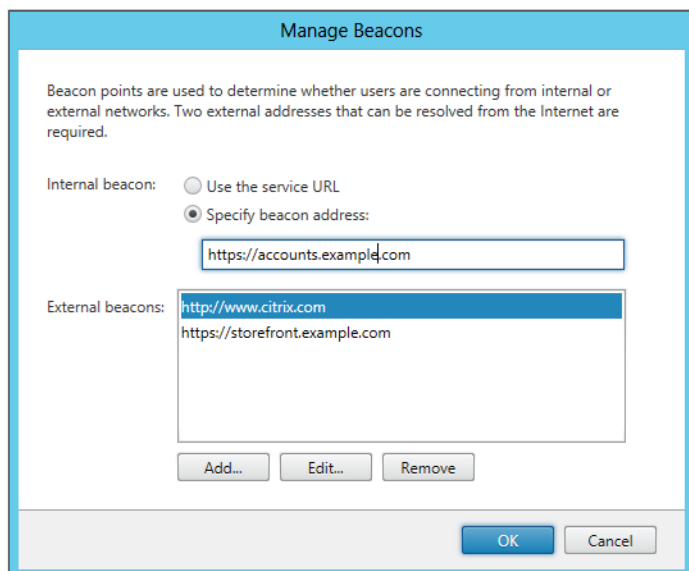 Manage Beacons
Beacon points are used to determine whether users are connecting from internal or
external networks. Two external addresses that can be resolved from the Internet are
required.
Internal beacon:
Use the service URL
Specify beacon address:
https://accounts.example.com
External beacons:
http://www.citrix.com
https://storefront.example.com
Add...
Edit...
Remove
OK
Cancel